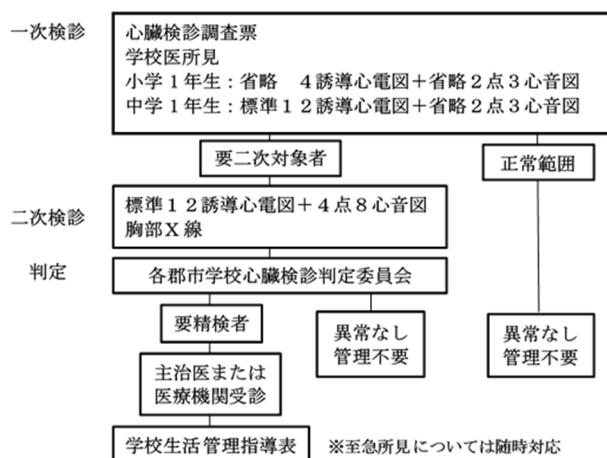 一次検診
心臓検診調査票
学校医所見
小学１年生：省略　４誘導心電図＋省略２点３心音図
中学１年生：標準１２誘導心電図＋省略２点３心音図
要二次対象者
正常範囲
二次検診
標準１２誘導心電図＋４点８心音図
胸部Ｘ線
判定
各郡市学校心臓検診判定委員会
要精検者
異常なし
管理不要
異常なし
管理不要
主治医または
医療機関受診
学校生活管理指導表
※至急所見については随時対応